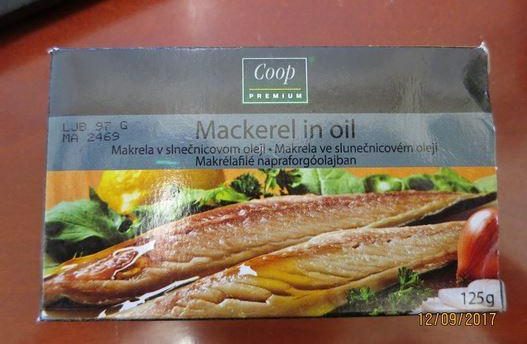 Coop
PREMIUM
LJB 97 G
MA 2469
Mackerel in oil
Makrela v slnečnicovom oleji • Makrela ve slunečnicovém oleji
Makrélafilé napraforgóolajban
125g
12/09/2017